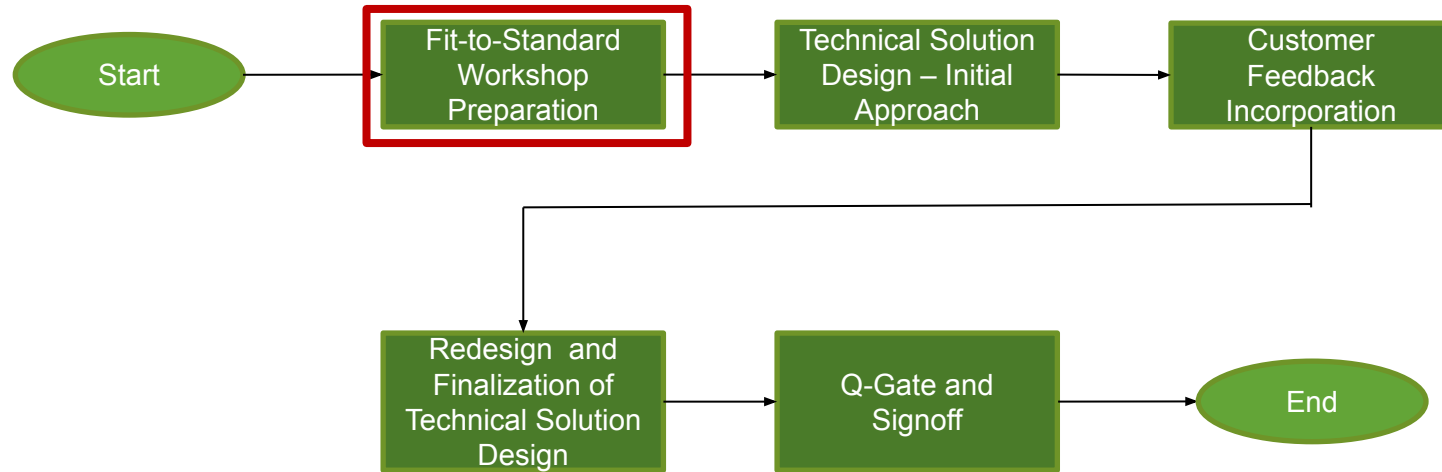 Start
Fit-to-Standard
Workshop
Preparation
Technical Solution
Design – Initial
Approach
Customer
Feedback
Incorporation
Redesign and
Finalization of
Technical Solution
Design
Q-Gate and
Signoff
End